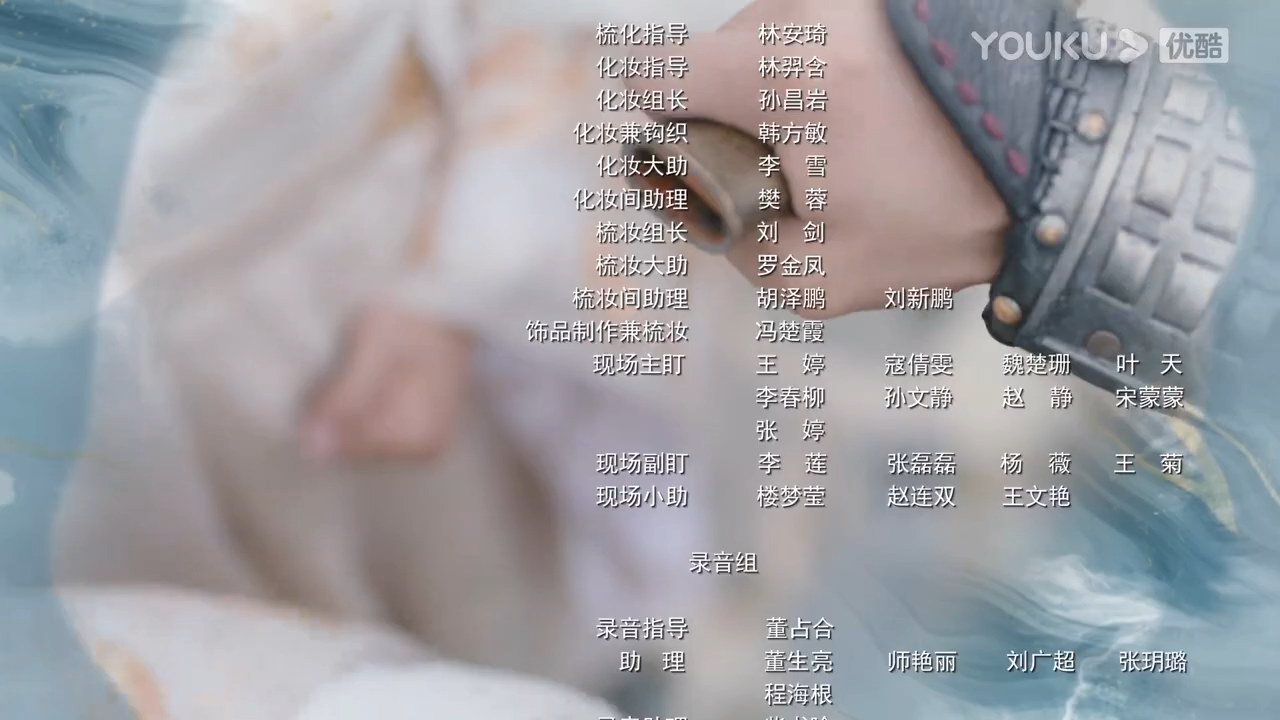 YOUKU 优酷
梳化指导 林安琦
化妆指导 林羿含
化妆组长 孙昌岩
化妆兼钩织 韩方敏
化妆大助 李 雪
化妆间助理 樊 蓉
梳妆组长 刘 剑
梳妆大助 罗金凤
梳妆间助理 胡泽鹏 刘新鹏
饰品制作兼梳妆 冯楚霞
现场主盯 王 婷 寇倩雯 魏楚珊 叶 天
李春柳 孙文静 赵 静 宋蒙蒙
张 婷
现场副盯 李 莲 张磊磊 杨 薇 王 菊
现场小助 楼梦莹 赵连双 王文艳
录音组
录音指导 董占合
助 理 董生亮 师艳丽 刘广超 张玥璐
程海根